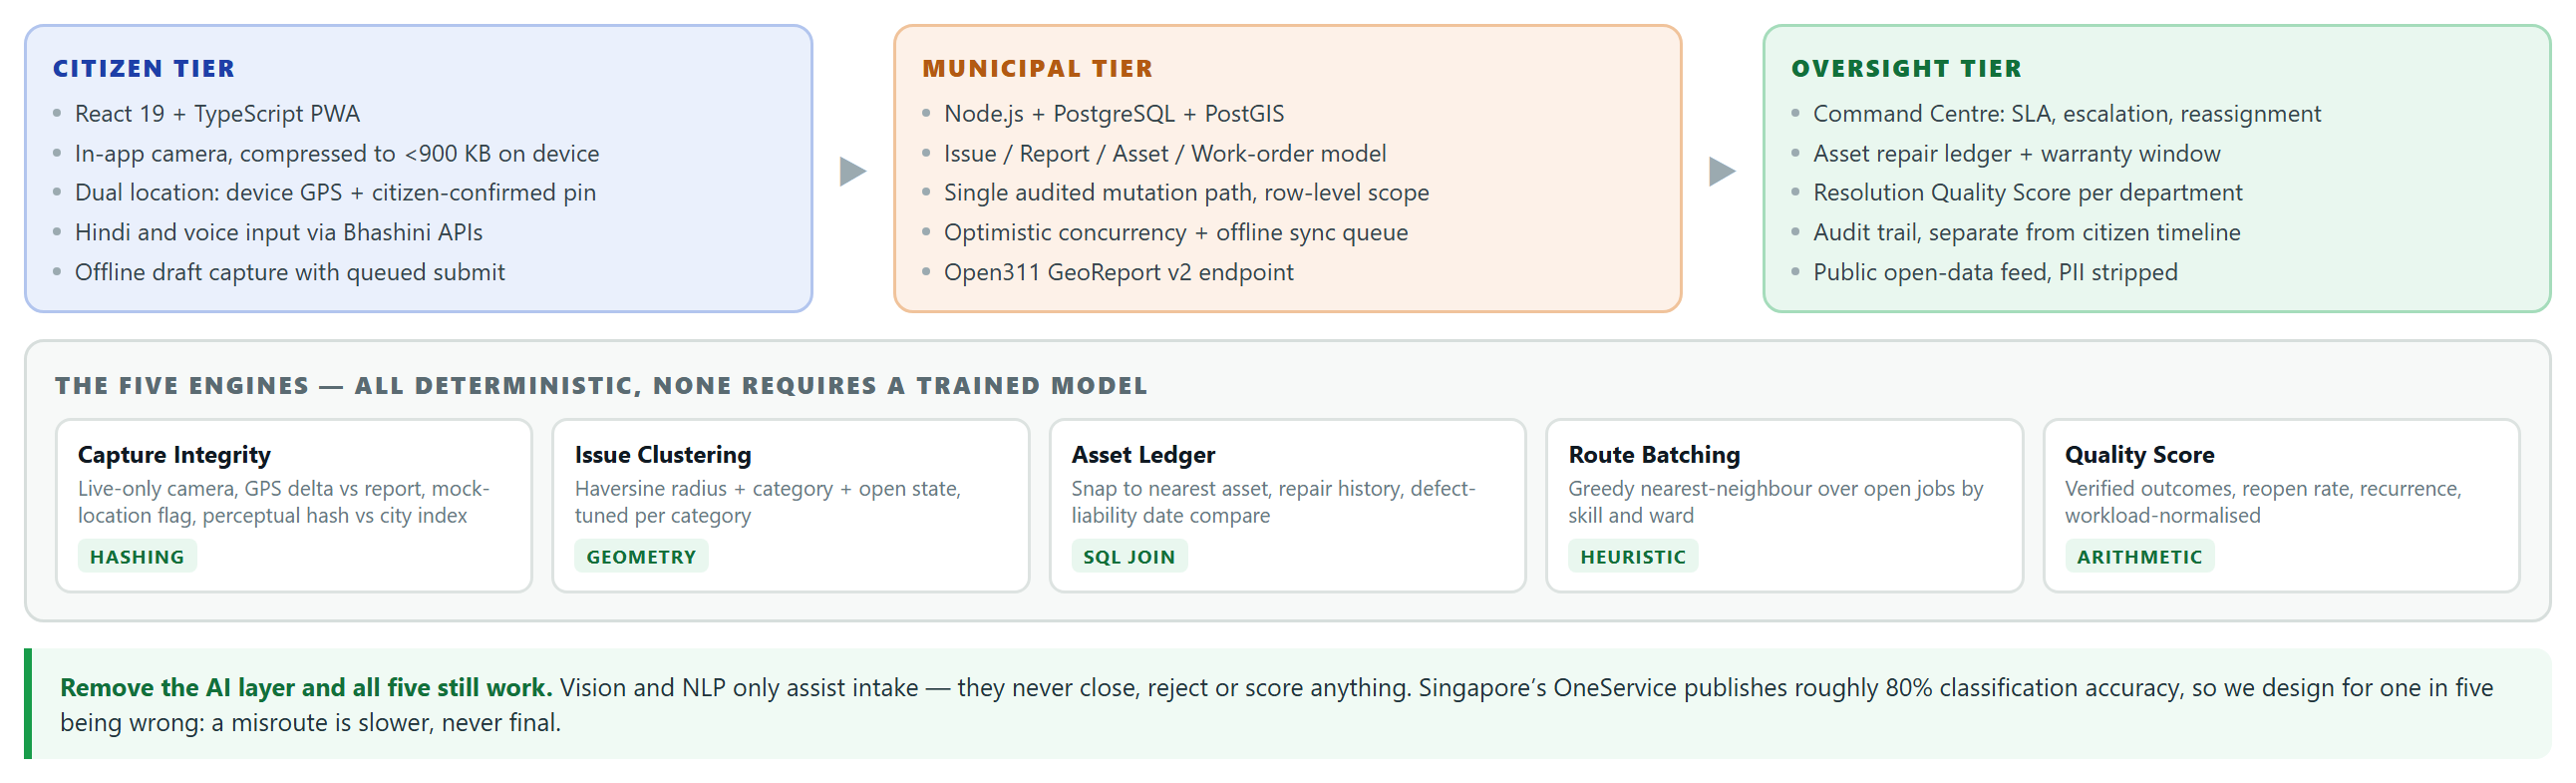 CITIZEN TIER
• React 19 + TypeScript PWA
• In-app camera, compressed to <900 KB on device
• Dual location: device GPS + citizen-confirmed pin
• Hindi and voice input via Bhashini APIs
• Offline draft capture with queued submit
MUNICIPAL TIER
• Node.js + PostgreSQL + PostGIS
• Issue / Report / Asset / Work-order model
• Single audited mutation path, row-level scope
• Optimistic concurrency + offline sync queue
• Open311 GeoReport v2 endpoint
OVERSIGHT TIER
• Command Centre: SLA, escalation, reassignment
• Asset repair ledger + warranty window
• Resolution Quality Score per department
• Audit trail, separate from citizen timeline
• Public open-data feed, PII stripped
THE FIVE ENGINES — ALL DETERMINISTIC, NONE REQUIRES A TRAINED MODEL
Capture Integrity
Live-only camera, GPS delta vs report, mock-
location flag, perceptual hash vs city index
HASHING
Issue Clustering
Haversine radius + category + open state,
tuned per category
GEOMETRY
Asset Ledger
Snap to nearest asset, repair history, defect-
liability date compare
SQL JOIN
Route Batching
Greedy nearest-neighbour over open jobs by
skill and ward
HEURISTIC
Quality Score
Verified outcomes, reopen rate, recurrence,
workload-normalised
ARITHMETIC
Remove the AI layer and all five still work. Vision and NLP only assist intake — they never close, reject or score anything. Singapore's OneService publishes roughly 80% classification accuracy, so we design for one in five
being wrong: a misroute is slower, never final.